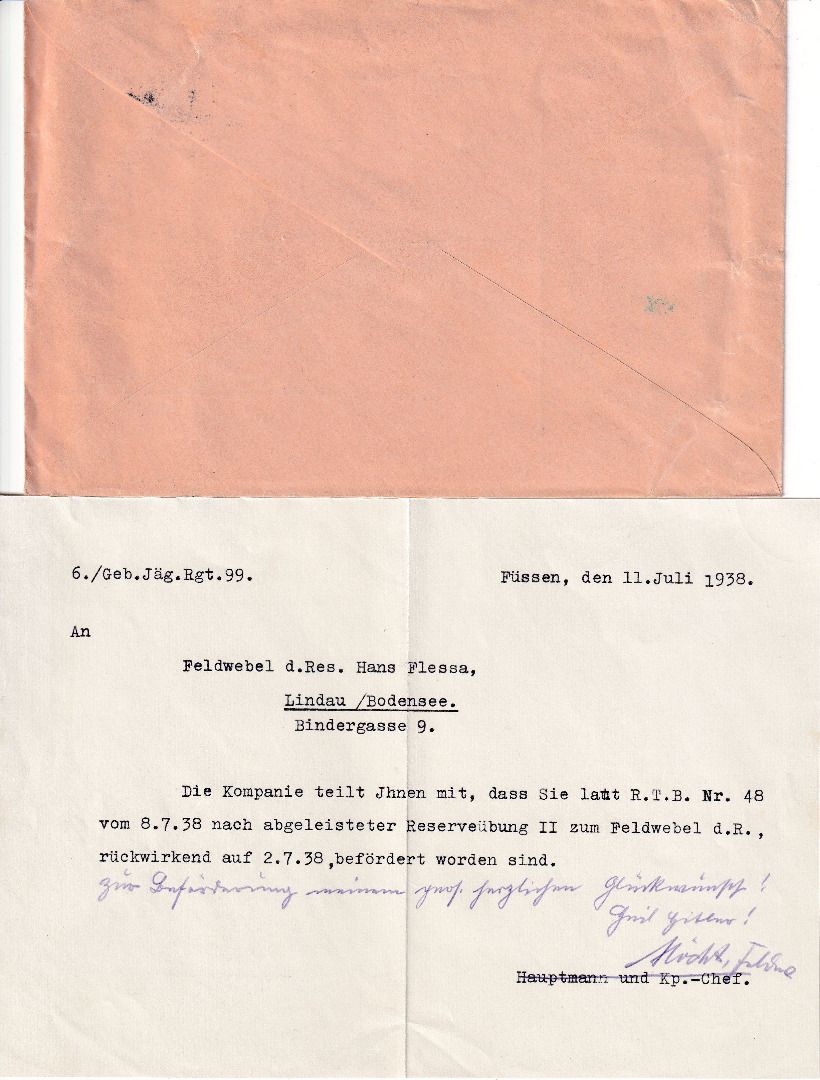 6./Geb.Jäg.Rgt.99.
Füssen, den 11.Juli 1938.
An
Feldwebel d.Res. Hans Flessa,
Lindau /Bodensee.
Bindergasse 9.
Die Kompanie teilt Jhnen mit, dass Sie laut R.T.B. Nr. 48
vom 8.7.38 nach abgeleisteter Reserveübung II zum Feldwebel d.R.,
rückwirkend auf 2.7.38,befördert worden sind.
Zur Beförderung meinem herzlichen Glückwunsch!
Heil Hitler!
Hauptmann und Kp.-Chef.